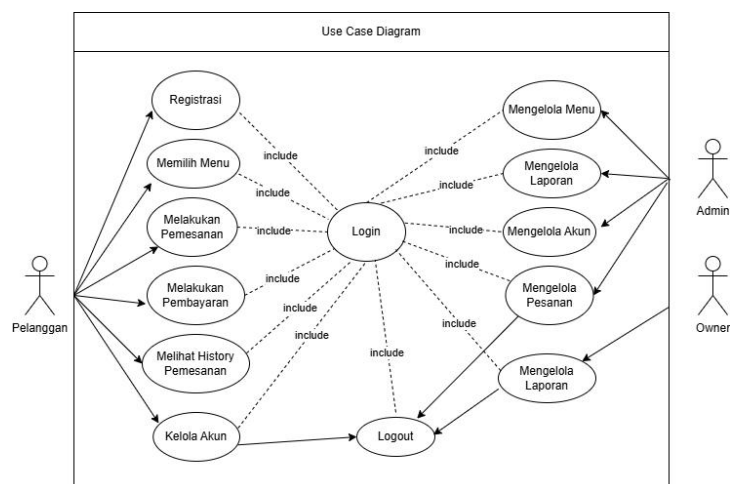 Use Case Diagram
Registrasi
Mengelola Menu
include
include
Memilih Menu
Mengelola
Laporan
include
include
Admin
Melakukan
Pemesanan
include
Login
include
Mengelola Akun
include
Melakukan
Pembayaran
include
Mengelola
Pesanan
Pelanggan
Owner
include
include
include
include
Melihat History
Pemesanan
Mengelola
Laporan
Kelola Akun
Logout